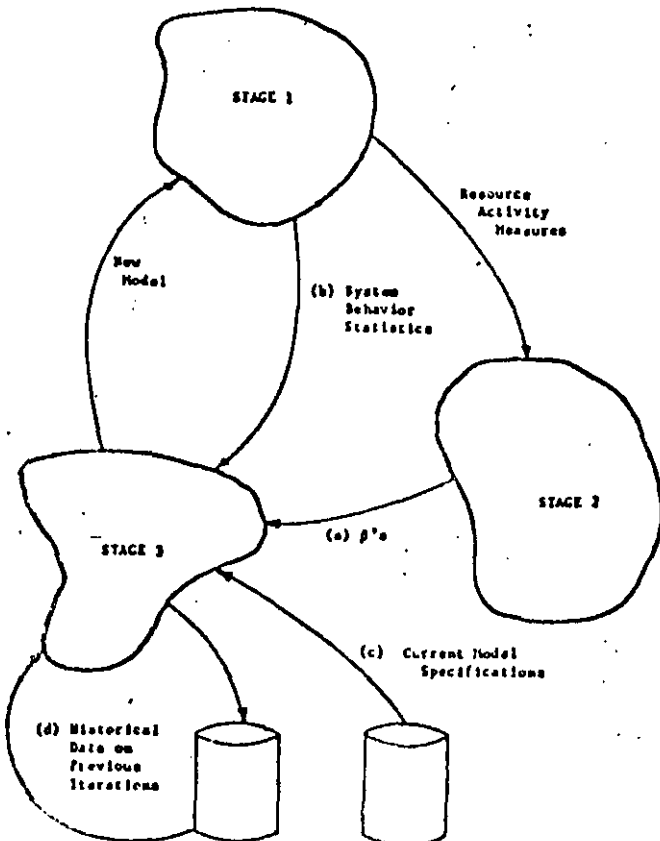 STAGE 1
Resource
Activity
Measures
New
Model
(b) System
Behavior
Statistics
STAGE 2
(a) β's
STAGE 3
(c) Current Model
Specifications
(d) Historical
Data on
Previous
Iterations